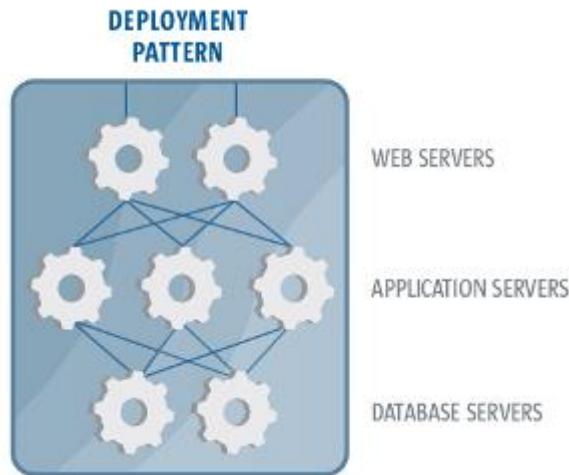 DEPLOYMENT
PATTERN
WEB SERVERS
APPLICATION SERVERS
DATABASE SERVERS